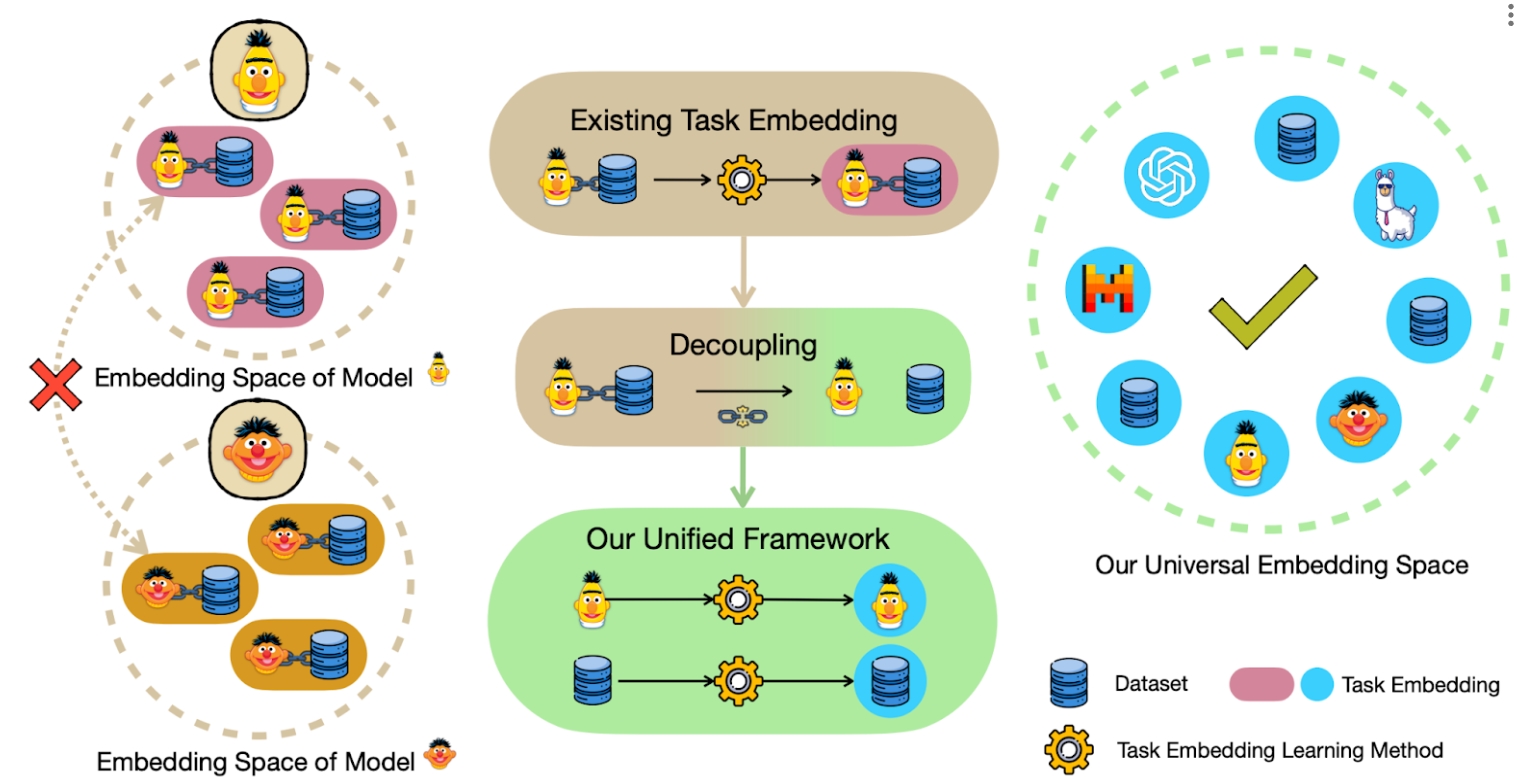 Embedding Space of Model
Embedding Space of Model
Existing Task Embedding
Decoupling
Our Unified Framework
Our Universal Embedding Space
Dataset
Task Embedding
Task Embedding Learning Method